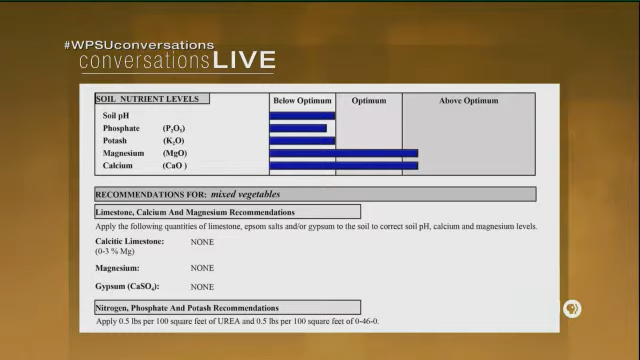 #WPSUconversations
conversationsLIVE
SOIL NUTRIENT LEVELS
Below Optimum Optimum Above Optimum
Soil pH
Phosphate (P₂O₅)
Potash (K₂O)
Magnesium (MgO)
Calcium (CaO )
RECOMMENDATIONS FOR: mixed vegetables
Limestone, Calcium And Magnesium Recommendations
Apply the following quantities of limestone, epsom salts and/or gypsum to the soil to correct soil pH, calcium and magnesium levels.
Calcitic Limestone: NONE
(0-3 % Mg)
Magnesium: NONE
Gypsum (CaSO₄): NONE
Nitrogen, Phosphate And Potash Recommendations
Apply 0.5 lbs per 100 square feet of UREA and 0.5 lbs per 100 square feet of 0-46-0.